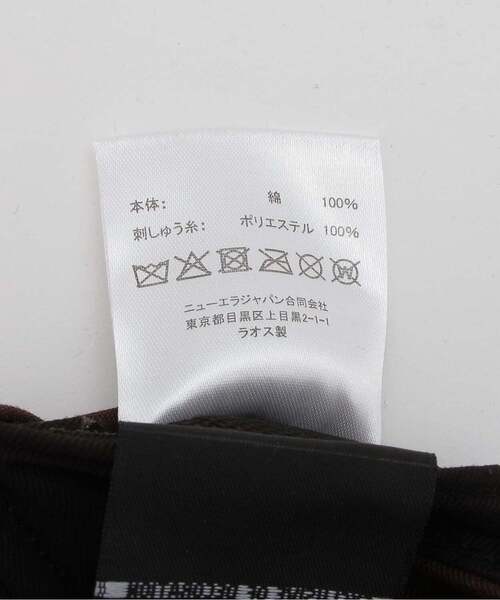 本体: 綿 100%
刺しゅう糸: ポリエステル 100%
ニューエラジャパン合同会社
東京都目黒区上目黒2-1-1
ラオス製